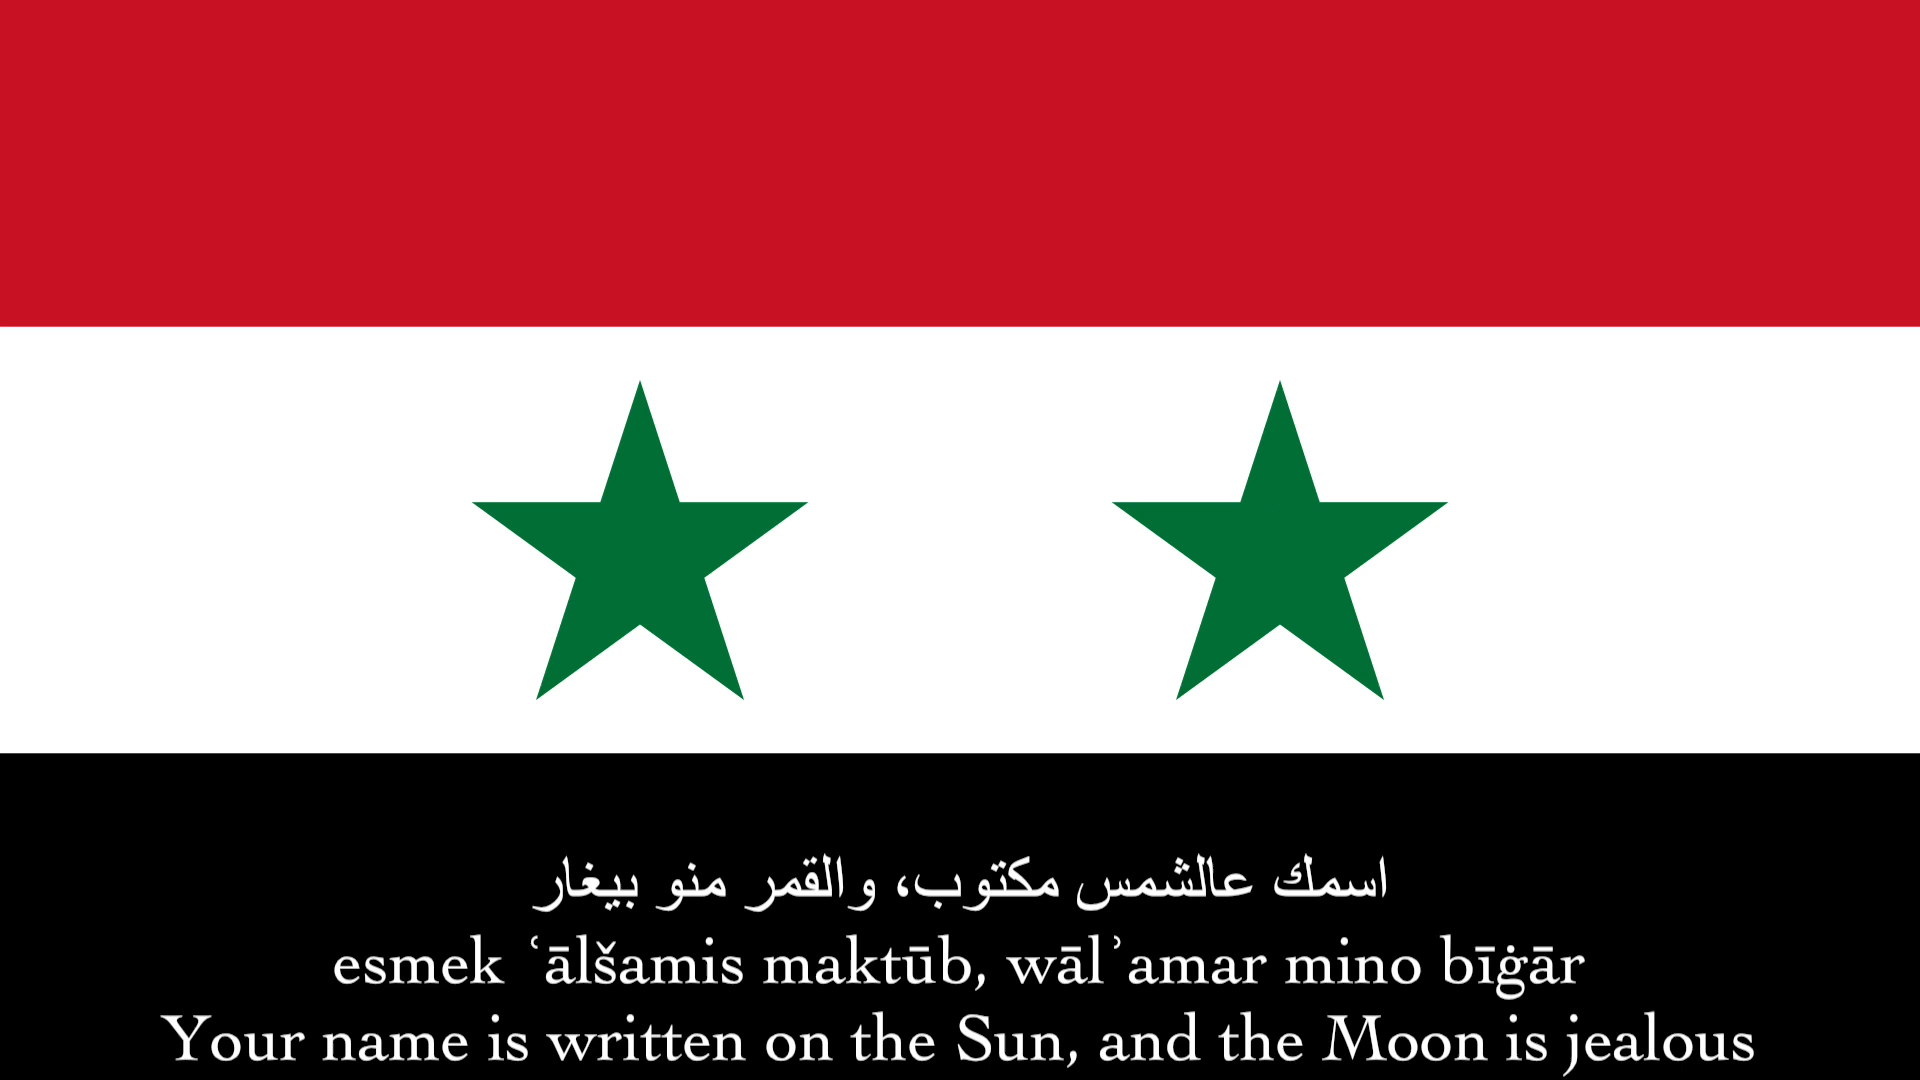 اسمك عالشمس مكتوب، والقمر منو بيغار
esmek ʿālšamis maktūb, wālʾamar mino bīġār
Your name is written on the Sun, and the Moon is jealous